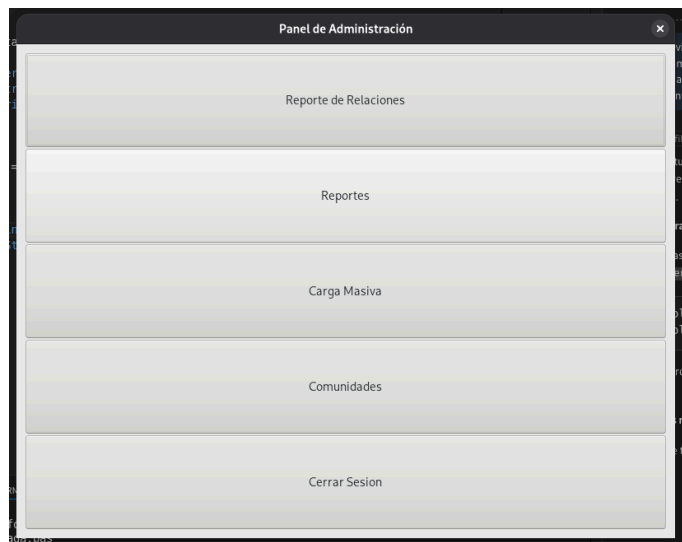 Panel de Administración
Reporte de Relaciones
Reportes
Carga Masiva
Comunidades
Cerrar Sesion